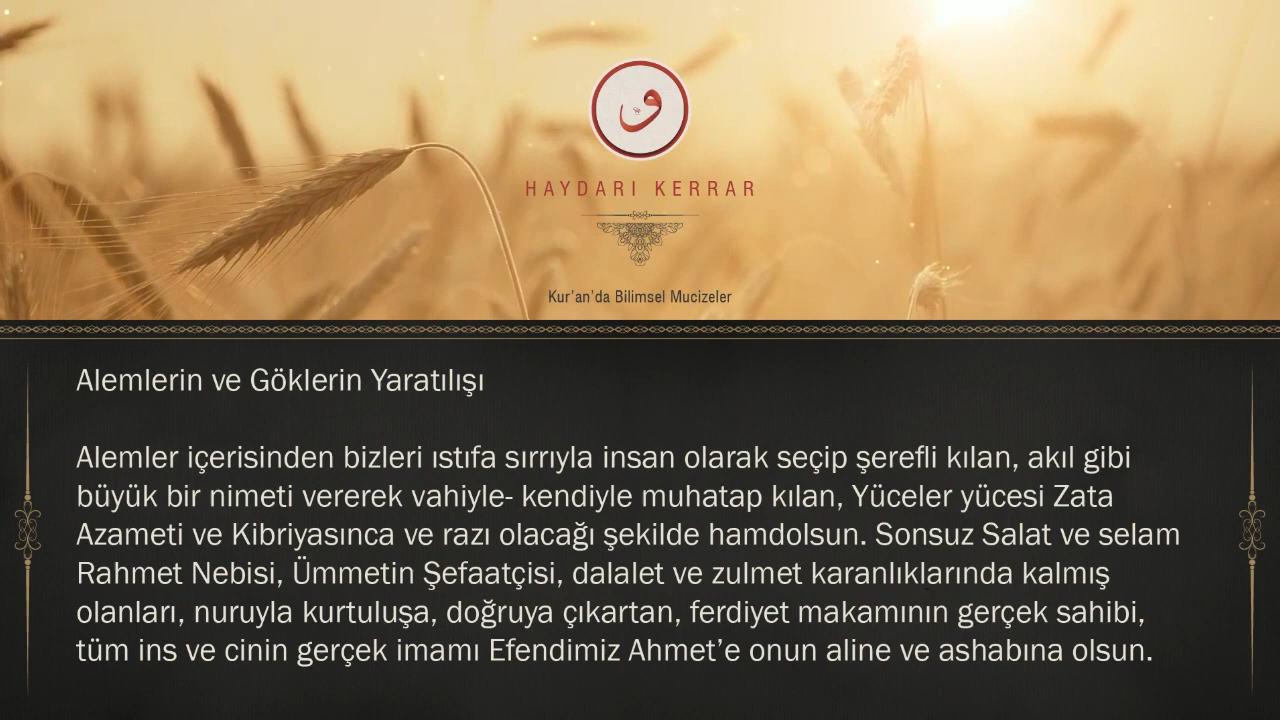 و
HAYDARI KERRAR
Kur'an'da Bilimsel Mucizeler
Alemlerin ve Göklerin Yaratılışı
Alemler içerisinden bizleri ıstıfa sırrıyla insan olarak seçip şerefli kılan, akıl gibi
büyük bir nimeti vererek vahiyle- kendiyle muhatap kılan, Yüceler yücesi Zata
Azameti ve Kibriyasınca ve razı olacağı şekilde hamdolsun. Sonsuz Salat ve selam
Rahmet Nebisi, Ümmetin Şefaatçisi, dalalet ve zulmet karanlıklarında kalmış
olanları, nuruyla kurtuluşa, doğruya çıkartan, ferdiyet makamının gerçek sahibi,
tüm ins ve cinin gerçek imamı Efendimiz Ahmet’e onun aline ve ashabına olsun.